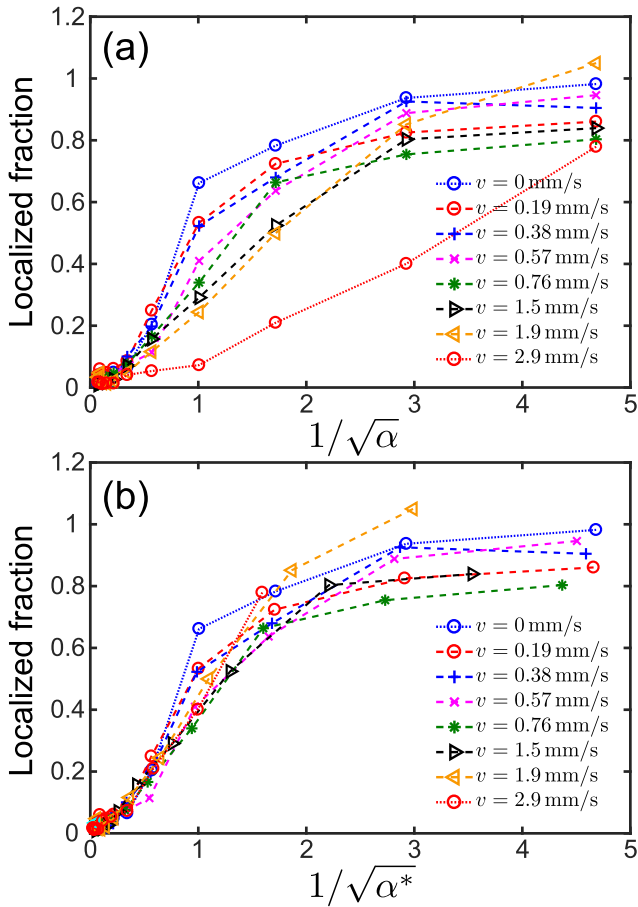 (a)
Localized fraction
1.2
1
0.8
0.6
0.4
0.2
0
v = 0 mm/s
v = 0.19 mm/s
v = 0.38 mm/s
v = 0.57 mm/s
v = 0.76 mm/s
v = 1.5 mm/s
v = 1.9 mm/s
v = 2.9 mm/s
0 1 2 3 4 5
1/√α
(b)
Localized fraction
1.2
1
0.8
0.6
0.4
0.2
0
v = 0 mm/s
v = 0.19 mm/s
v = 0.38 mm/s
v = 0.57 mm/s
v = 0.76 mm/s
v = 1.5 mm/s
v = 1.9 mm/s
v = 2.9 mm/s
0 1 2 3 4 5
1/√α*